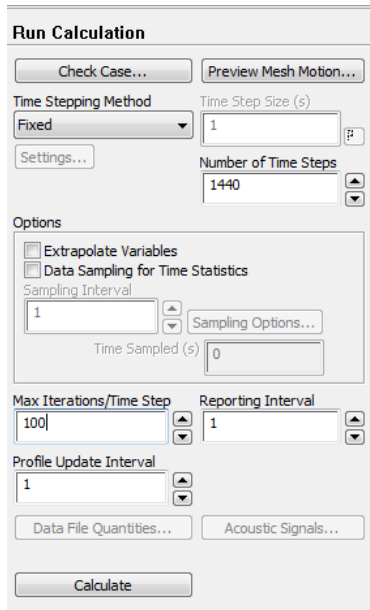 Run Calculation
Check Case... Preview Mesh Motion...
Time Stepping Method Time Step Size (s)
Fixed 1
Settings... Number of Time Steps
1440
Options
Extrapolate Variables
Data Sampling for Time Statistics
Sampling Interval
1 Sampling Options...
Time Sampled (s) 0
Max Iterations/Time Step Reporting Interval
100 1
Profile Update Interval
1
Data File Quantities... Acoustic Signals...
Calculate